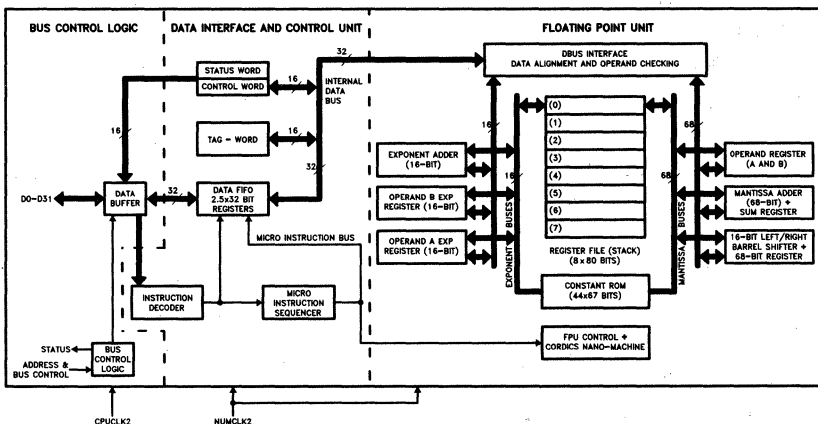 BUS CONTROL LOGIC
DATA INTERFACE AND CONTROL UNIT
FLOATING POINT UNIT
32
32
DBUS INTERFACE
DATA ALIGNMENT AND OPERAND CHECKING
STATUS WORD
CONTROL WORD
16
INTERNAL
DATA
BUS
16
TAG - WORD
16
32
16
68
(0)
(1)
(2)
(3)
(4)
(5)
(6)
(7)
EXPONENT ADDER
(16-BIT)
16
68
OPERAND REGISTER
(A AND B)
D0-D31
DATA
BUFFER
32
DATA FIFO
2.5x32 BIT
REGISTERS
OPERAND B EXP
REGISTER (16-BIT)
MANTISSA ADDER
(68-BIT) +
SUM REGISTER
MICRO INSTRUCTION BUS
OPERAND A EXP
REGISTER (16-BIT)
EXPONENT BUSES
REGISTER FILE (STACK)
(8x80 BITS)
MANTISSA BUSES
16-BIT LEFT/RIGHT
BARREL SHIFTER +
68-BIT REGISTER
INSTRUCTION
DECODER
MICRO
INSTRUCTION
SEQUENCER
CONSTANT ROM
(44x67 BITS)
STATUS
ADDRESS &
BUS CONTROL
BUS
CONTROL
LOGIC
FPU CONTROL +
CORDICS NANO-MACHINE
CPUCLK2
NUMCLK2